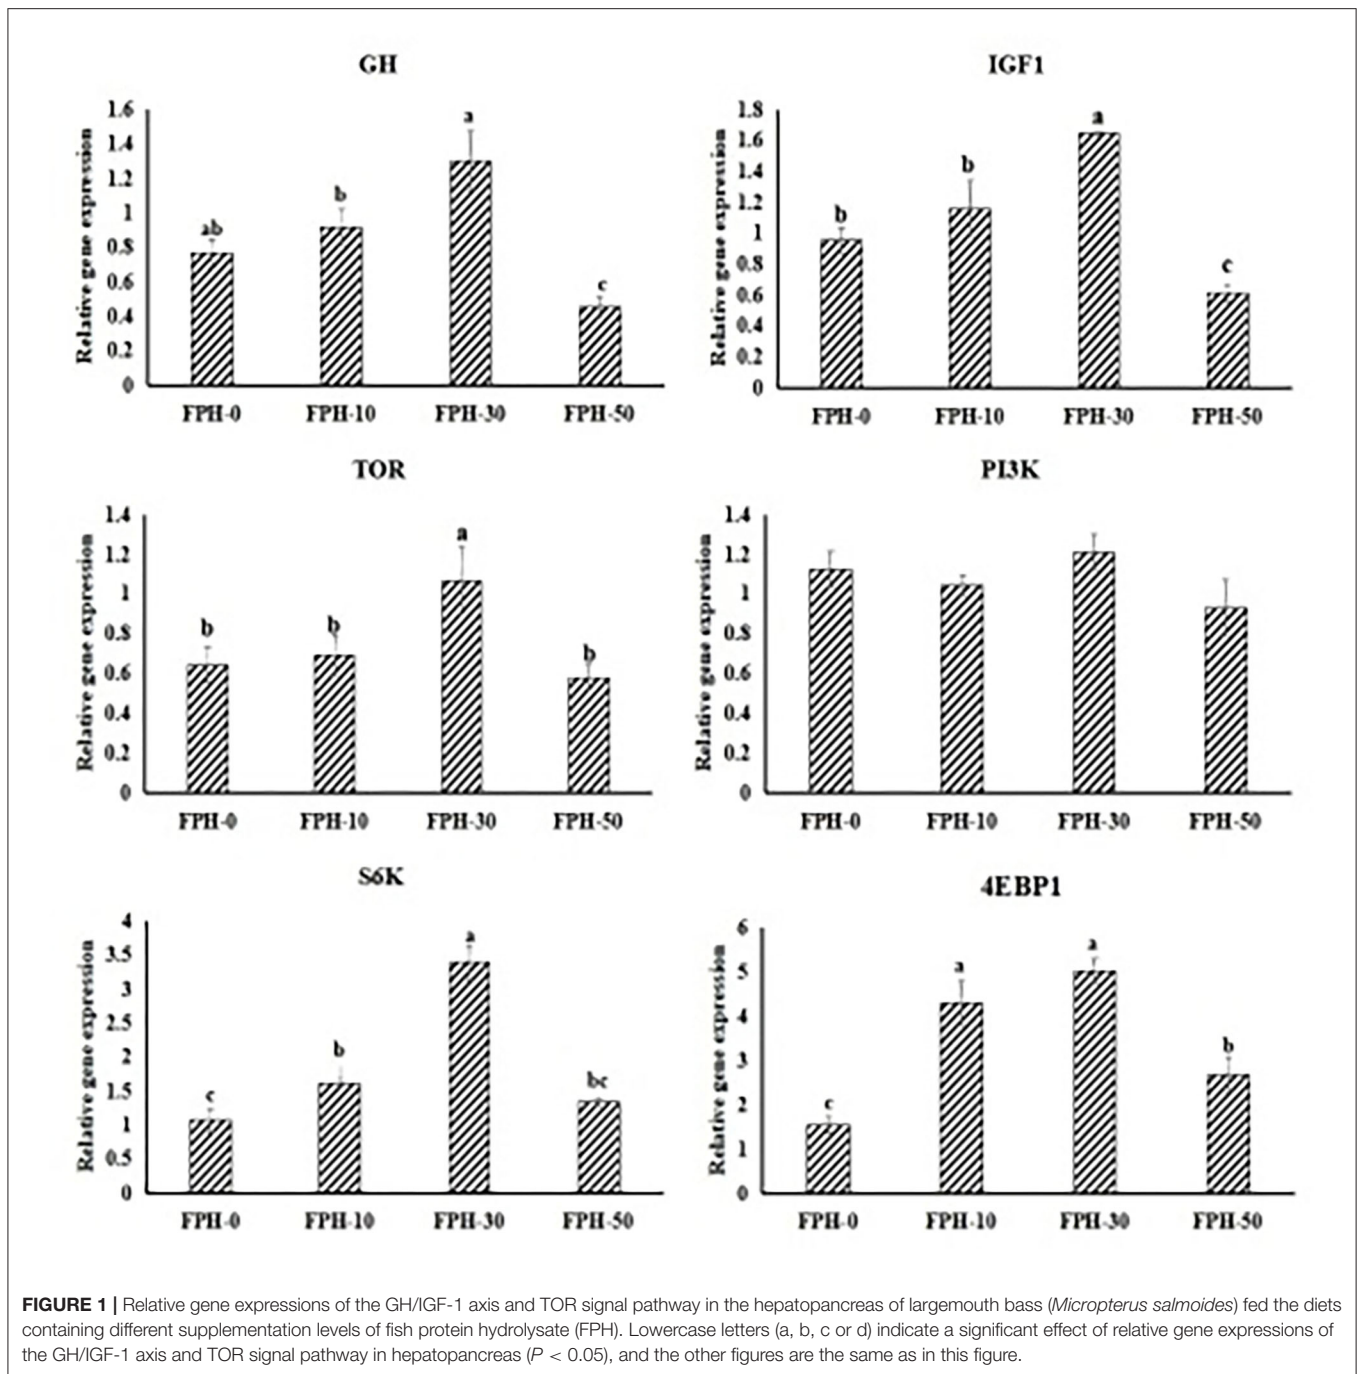 GH
1.6
1.4
1.2
1
0.8
0.6
0.4
0.2
0
Relative gene expression
ab
b
a
c
FPH-0 FPH-10 FPH-30 FPH-50
IGF1
1.8
1.6
1.4
1.2
1
0.8
0.6
0.4
0.2
0
Relative gene expression
b
b
a
c
FPH-0 FPH-10 FPH-30 FPH-50
TOR
1.4
1.2
1
0.8
0.6
0.4
0.2
0
Relative gene expression
b
b
a
b
FPH-0 FPH-10 FPH-30 FPH-50
PI3K
1.4
1.2
1
0.8
0.6
0.4
0.2
0
Relative gene expression
FPH-0 FPH-10 FPH-30 FPH-50
S6K
4
3.5
3
2.5
2
1.5
1
0.5
0
Relative gene expression
c
b
a
bc
FPH-0 FPH-10 FPH-30 FPH-50
4EBP1
6
5
4
3
2
1
0
Relative gene expression
c
a
a
b
FPH-0 FPH-10 FPH-30 FPH-50
FIGURE 1 | Relative gene expressions of the GH/IGF-1 axis and TOR signal pathway in the hepatopancreas of largemouth bass (Micropterus salmoides) fed the diets
containing different supplementation levels of fish protein hydrolysate (FPH). Lowercase letters (a, b, c or d) indicate a significant effect of relative gene expressions of
the GH/IGF-1 axis and TOR signal pathway in hepatopancreas (P < 0.05), and the other figures are the same as in this figure.